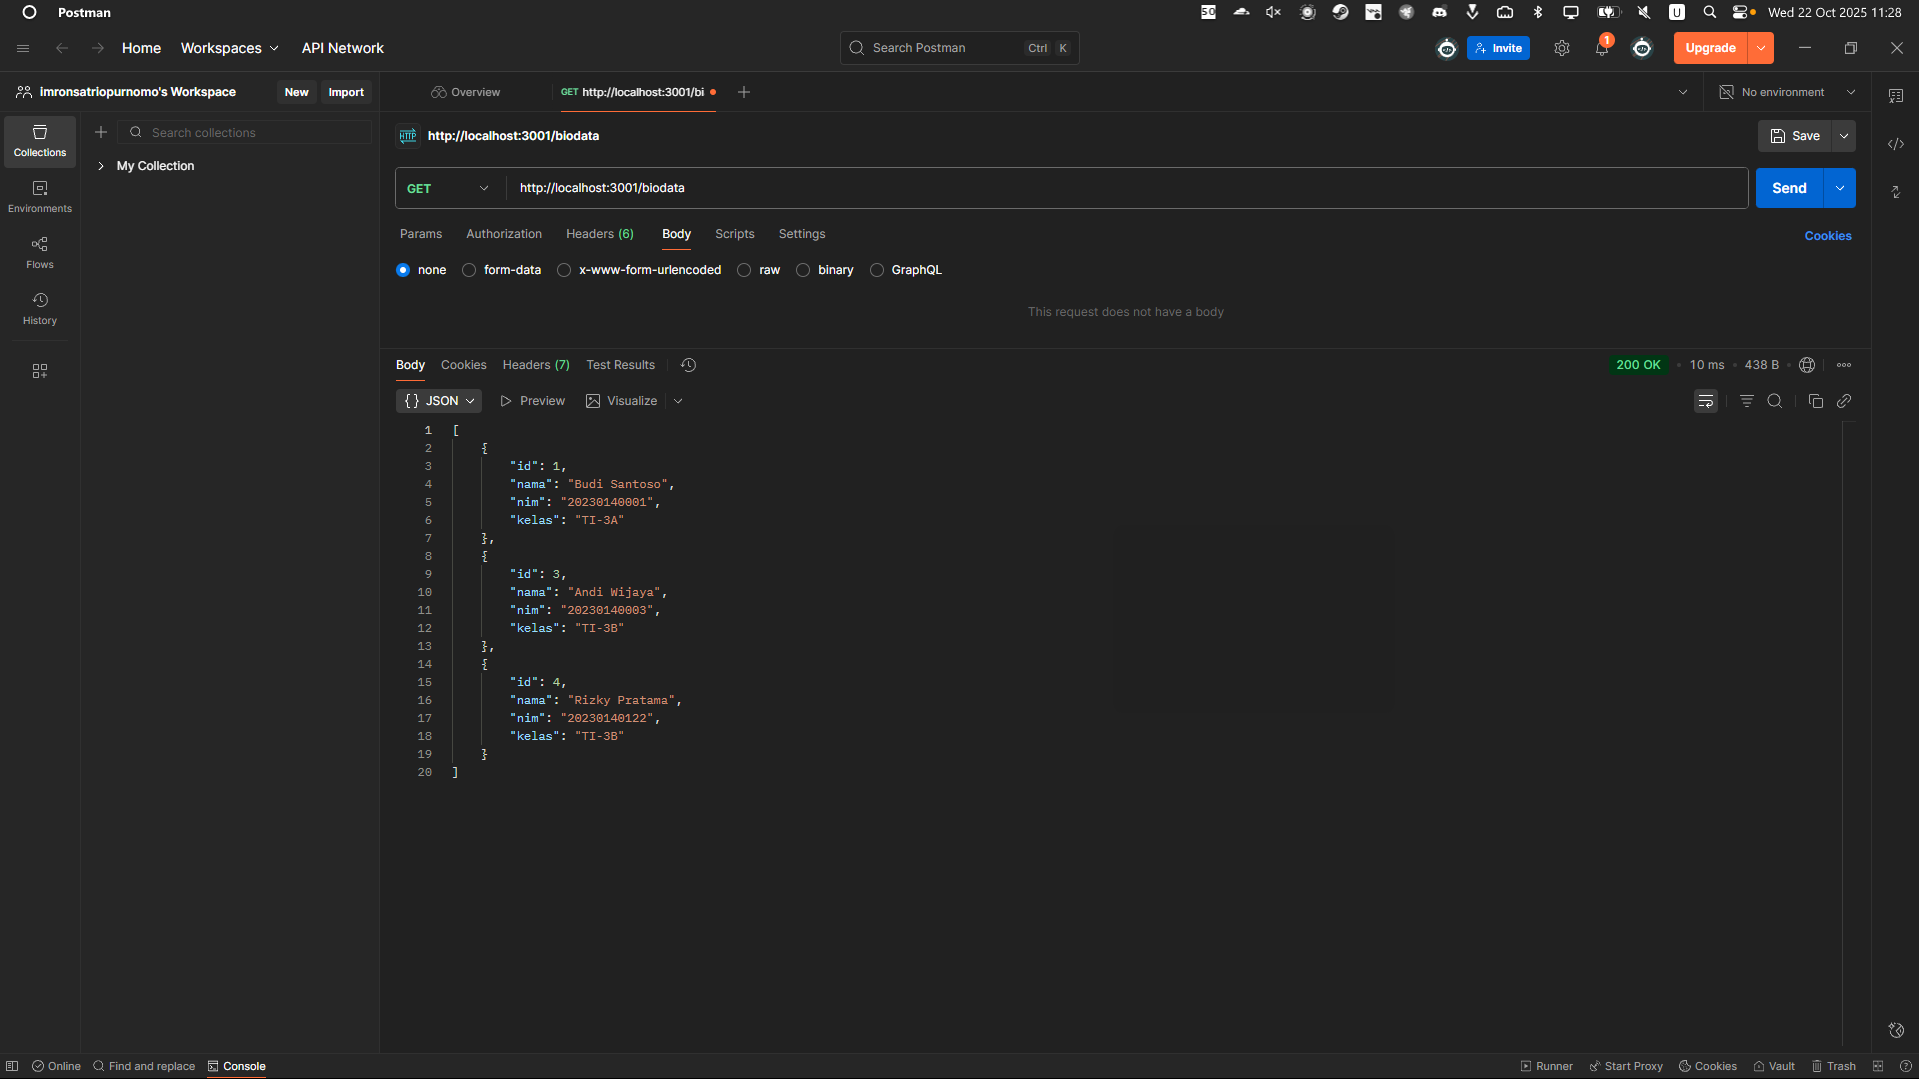 Postman
50
U
Wed 22 Oct 2025 11:28
Home
Workspaces
API Network
Search Postman
Ctrl K
Invite
1
Upgrade
imronsatriopurnomo's Workspace
New
Import
Overview
GET http://localhost:3001/bi
No environment
Collections
Environments
Flows
History
Search collections
My Collection
HTTP http://localhost:3001/biodata
Save
GET
http://localhost:3001/biodata
Send
Params Authorization Headers (6) Body Scripts Settings
Cookies
none form-data x-www-form-urlencoded raw binary GraphQL
This request does not have a body
Body Cookies Headers (7) Test Results
200 OK • 10 ms • 438 B
{} JSON Preview Visualize
1 [
2 {
3 "id": 1,
4 "nama": "Budi Santoso",
5 "nim": "20230140001",
6 "kelas": "TI-3A"
7 },
8 {
9 "id": 3,
10 "nama": "Andi Wijaya",
11 "nim": "20230140003",
12 "kelas": "TI-3B"
13 },
14 {
15 "id": 4,
16 "nama": "Rizky Pratama",
17 "nim": "20230140122",
18 "kelas": "TI-3B"
19 }
20 ]
Online Find and replace Console
Runner Start Proxy Cookies Vault Trash